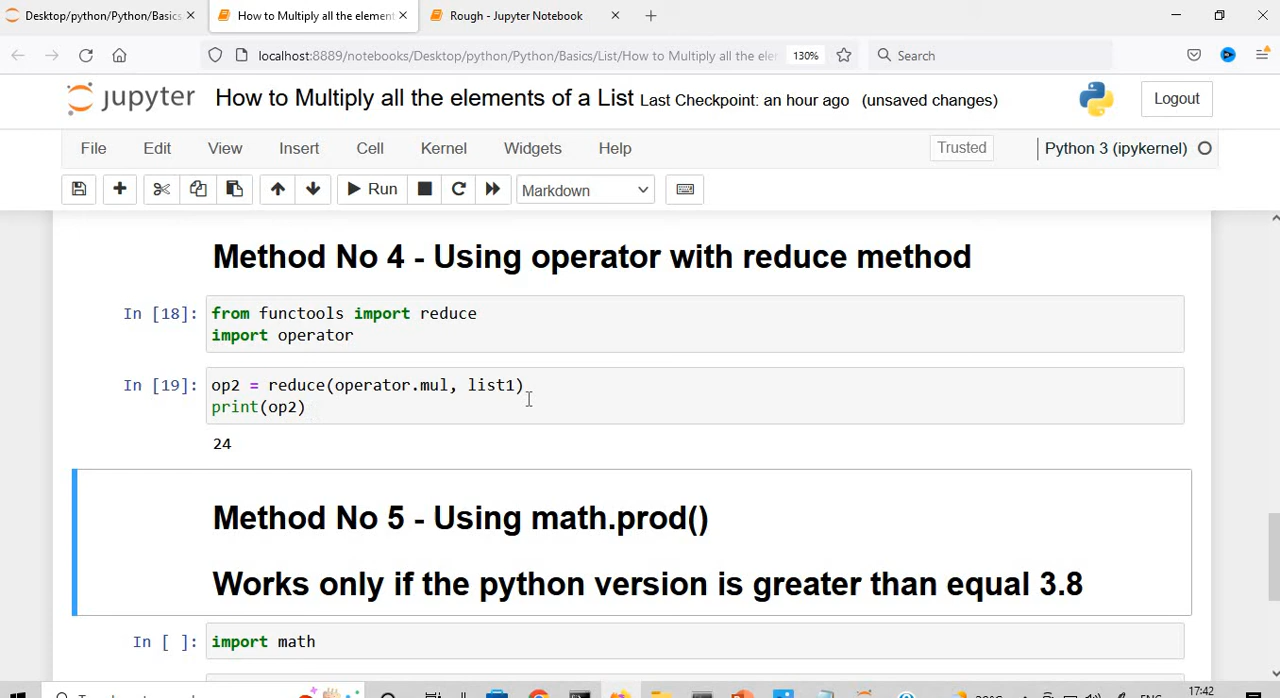 Desktop/python/Python/Basics
How to Multiply all the element
Rough - Jupyter Notebook
localhost:8889/notebooks/Desktop/python/Python/Basics/List/How to Multiply all the eleme
130%
Search
jupyter How to Multiply all the elements of a List Last Checkpoint: an hour ago (unsaved changes)
Logout
File Edit View Insert Cell Kernel Widgets Help Trusted Python 3 (ipykernel)
Run Markdown
Method No 4 - Using operator with reduce method
In [18]: from functools import reduce
import operator
In [19]: op2 = reduce(operator.mul, list1)
print(op2)
24
Method No 5 - Using math.prod()
Works only if the python version is greater than equal 3.8
In [ ]: import math
17:42